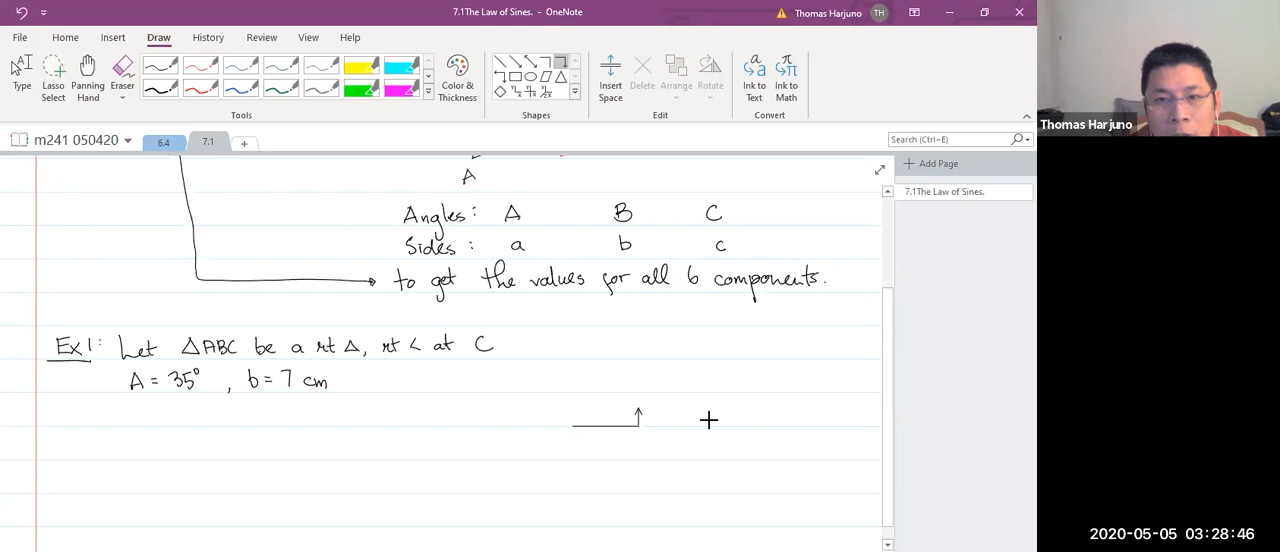 7.1The Law of Sines. - OneNote
Thomas Harjuno TH
File Home Insert Draw History Review View Help
Type
Lasso Select
Panning Hand
Eraser
Color & Thickness
Insert Space
Delete
Arrange
Rotate
Ink to Text
Ink to Math
Tools
Shapes
Edit
Convert
m241 050420
6.4
7.1
Search (Ctrl+E)
Add Page
7.1The Law of Sines.
A
Angles : A B C
Sides : a b c
to get the values for all 6 components.
Ex1: Let △ABC be a rt △, rt < at C
A = 35° , b = 7 cm
Thomas Harjuno
2020-05-05 03:28:46